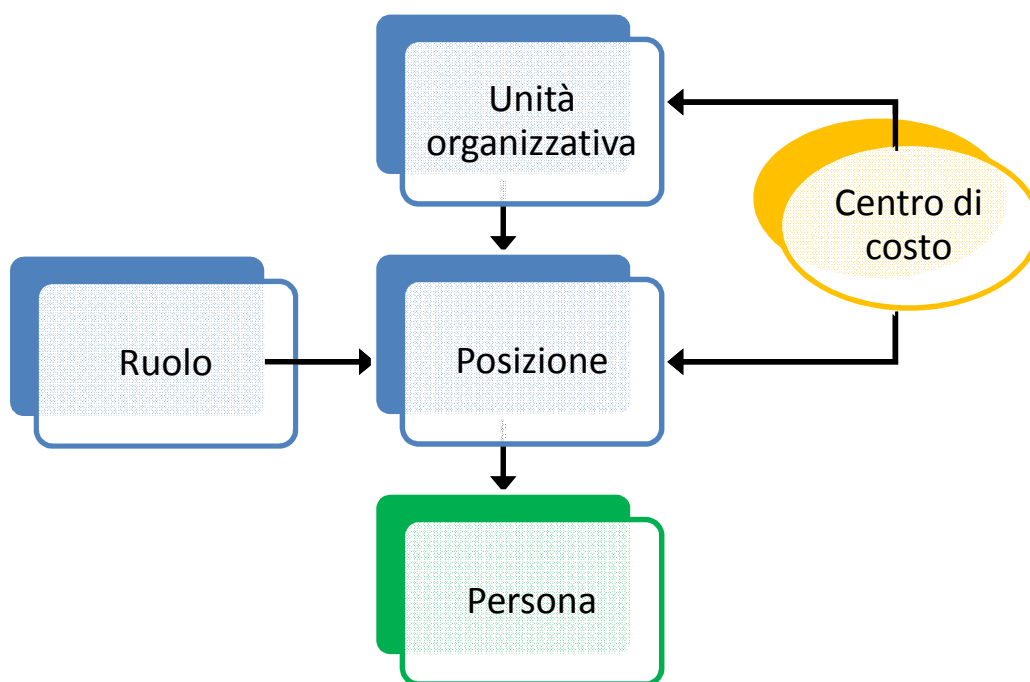 Unità
organizzativa
Centro di
costo
Ruolo
Posizione
Persona